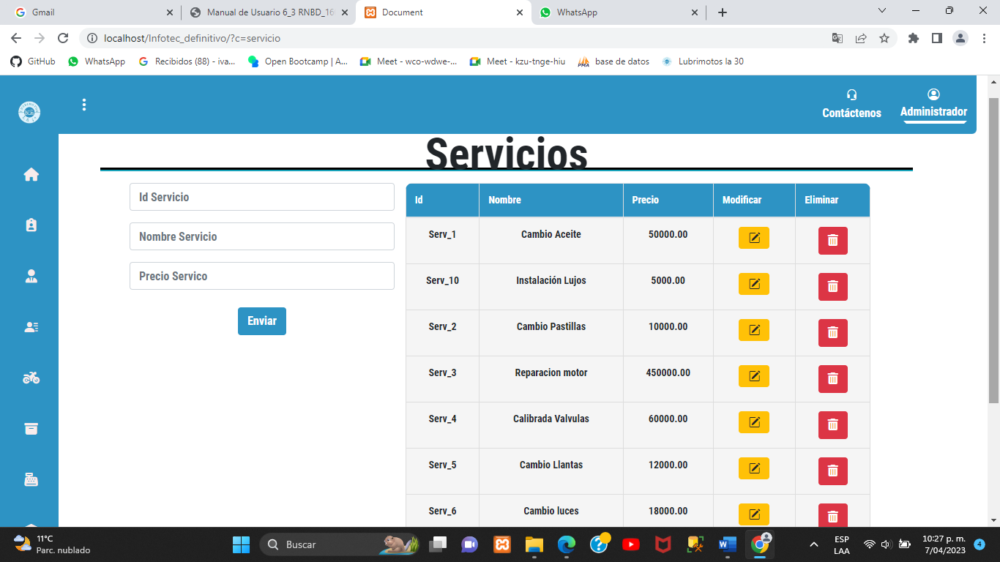 Gmail
Manual de Usuario 6_3 RNBD_16
Document
WhatsApp
localhost/Infotec_definitivo/?c=servicio
GitHub
WhatsApp
Recibidos (88) - iva...
Open Bootcamp | A...
Meet - wco-wdwe-...
Meet - kzu-tnge-hiu
base de datos
Lubrimotos la 30
Contáctenos
Administrador
Servicios
Id Servicio
Nombre Servicio
Precio Servico
Enviar
Id Nombre Precio Modificar Eliminar
Serv_1 Cambio Aceite 50000.00
Serv_10 Instalación Lujos 5000.00
Serv_2 Cambio Pastillas 10000.00
Serv_3 Reparacion motor 450000.00
Serv_4 Calibrada Valvulas 60000.00
Serv_5 Cambio Llantas 12000.00
Serv_6 Cambio luces 18000.00
11°C
Parc. nublado
Buscar
ESP
LAA
10:27 p. m.
7/04/2023
4